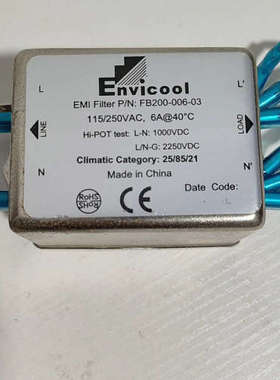 Envicool
L
L'
EMI Filter P/N: FB200-006-03
115/250VAC, 6A@40°C
Hi-POT test: L-N: 1000VDC
L/N-G: 2250VDC
LINE
LOAD
Climatic Category: 25/85/21
N
Made in China
N'
RoHS
RoHS
Date Code: